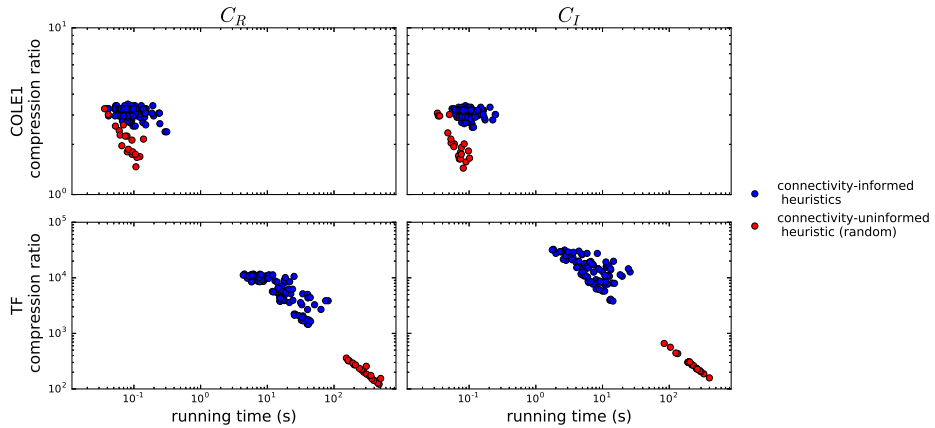 C_R
C_I
10^1
COLE1
compression ratio
10^0
connectivity-informed
heuristics
connectivity-uninformed
heuristic (random)
10^5
10^4
TF
compression ratio
10^3
10^2
10^-1 10^0 10^1 10^2
10^-1 10^0 10^1 10^2
running time (s)
running time (s)